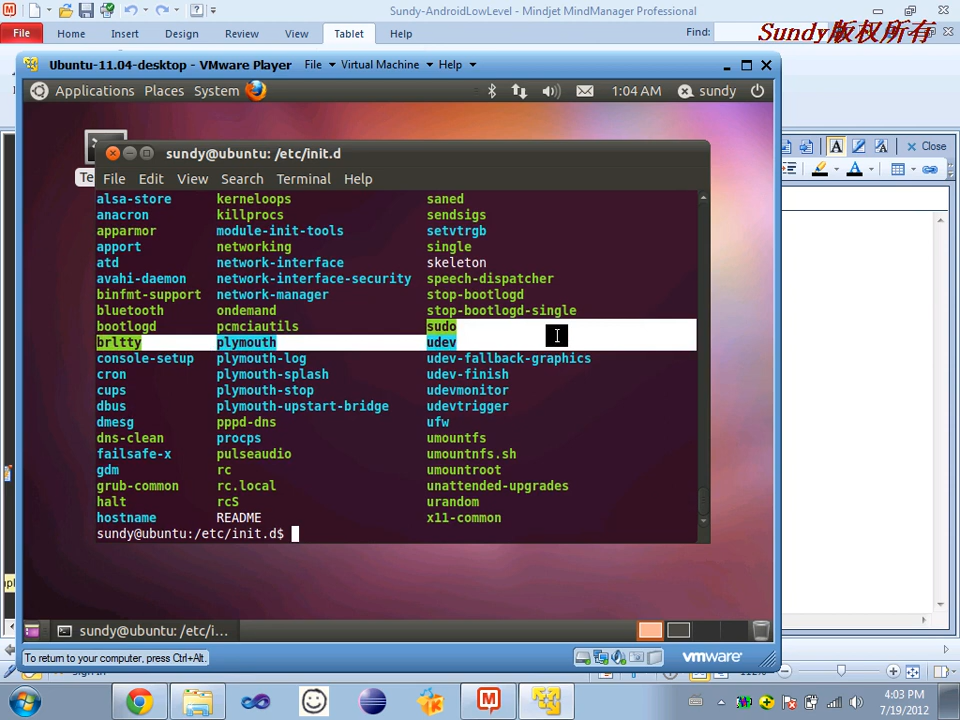 Sundy-AndroidLowLevel - Mindjet MindManager Professional
File Home Insert Design Review View Tablet Help Find:
Sundy版权所有
Ubuntu-11.04-desktop - VMware Player File Virtual Machine Help
Applications Places System 1:04 AM sundy
Close
sundy@ubuntu: /etc/init.d
Te
File Edit View Search Terminal Help
alsa-store kerneloops saned
anacron killprocs sendsigs
apparmor module-init-tools setvtrgb
apport networking single
atd network-interface skeleton
avahi-daemon network-interface-security speech-dispatcher
binfmt-support network-manager stop-bootlogd
bluetooth ondemand stop-bootlogd-single
bootlogd pcmciautils sudo
brltty plymouth udev
console-setup plymouth-log udev-fallback-graphics
cron plymouth-splash udev-finish
cups plymouth-stop udevmonitor
dbus plymouth-upstart-bridge udevtrigger
dmesg pppd-dns ufw
dns-clean procps umountfs
failsafe-x pulseaudio umountnfs.sh
gdm rc umountroot
grub-common rc.local unattended-upgrades
halt rcS urandom
hostname README x11-common
sundy@ubuntu:/etc/init.d$
sundy@ubuntu: /etc/i...
To return to your computer, press Ctrl+Alt.
vmware
4:03 PM
7/19/2012